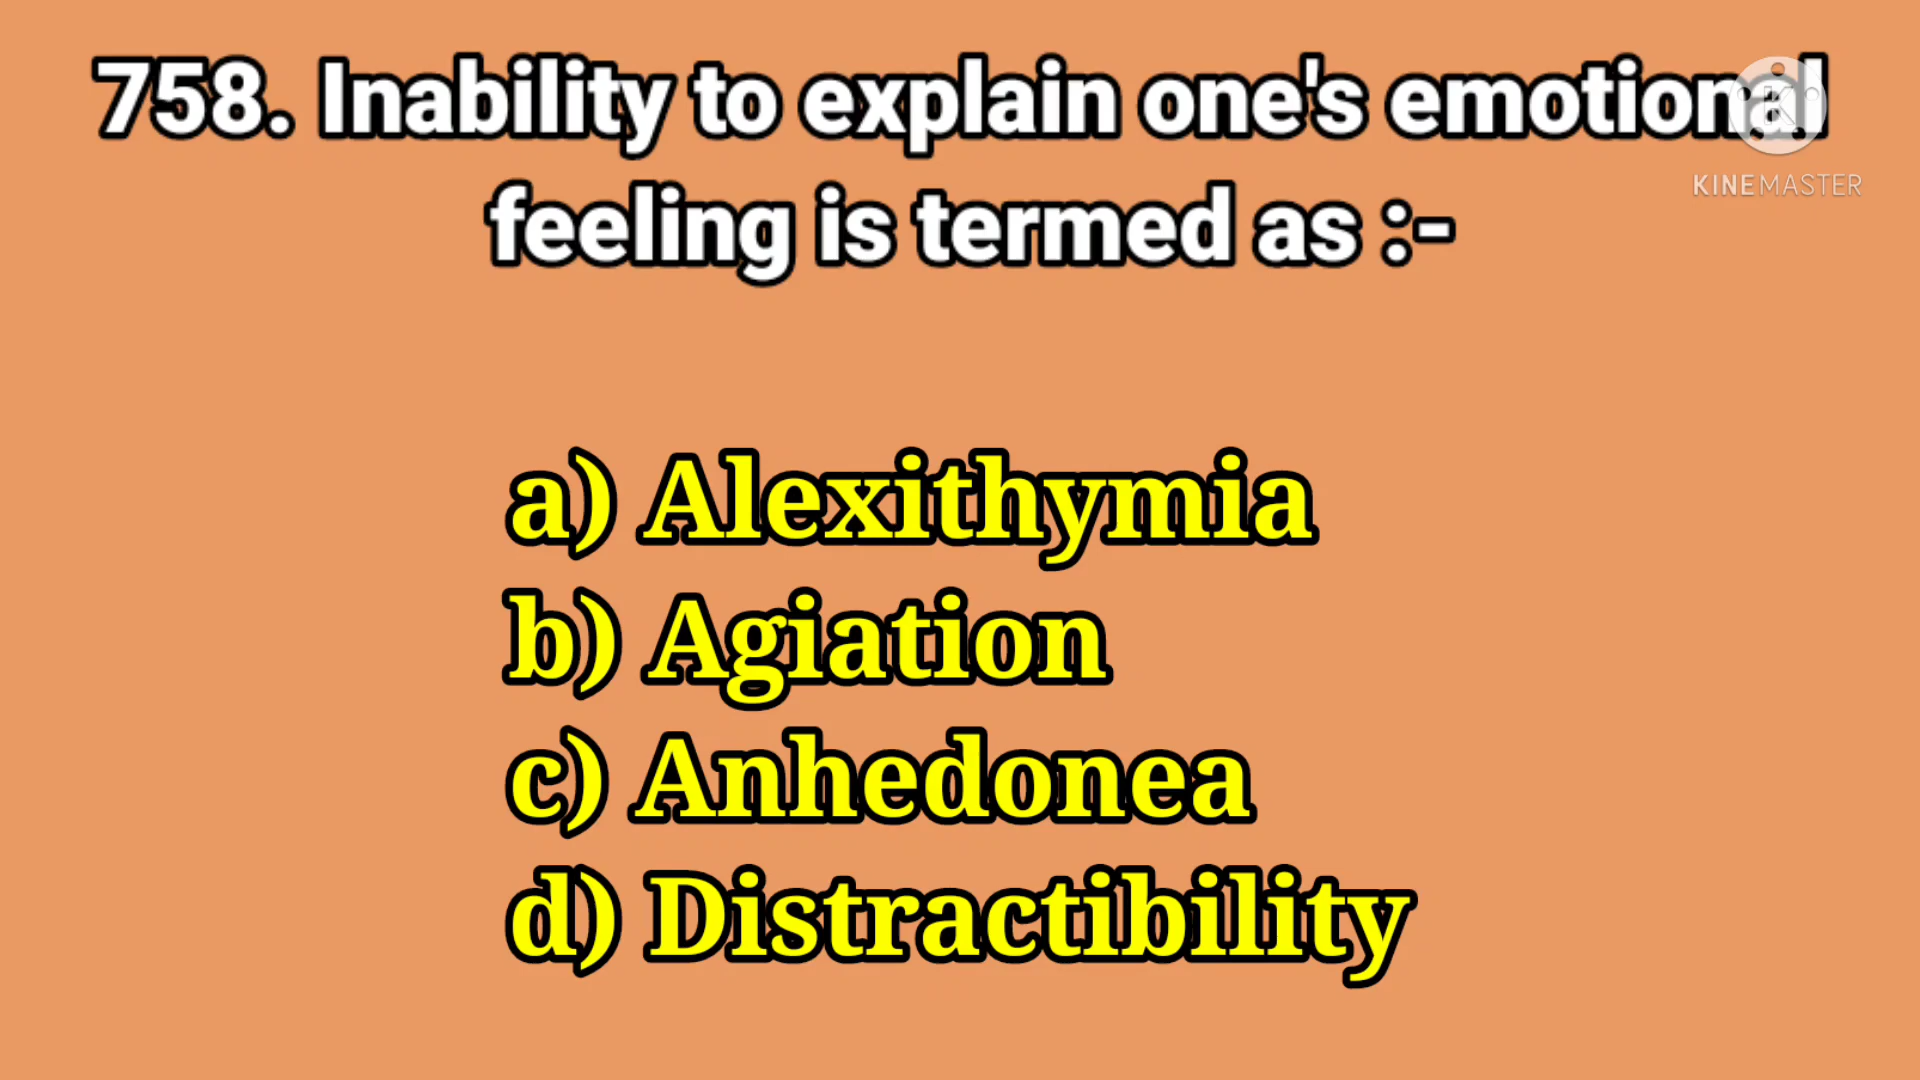 758. Inability to explain one's emotional
feeling is termed as :-
KINEMASTER
a) Alexithymia
b) Agiation
c) Anhedonea
d) Distractibility